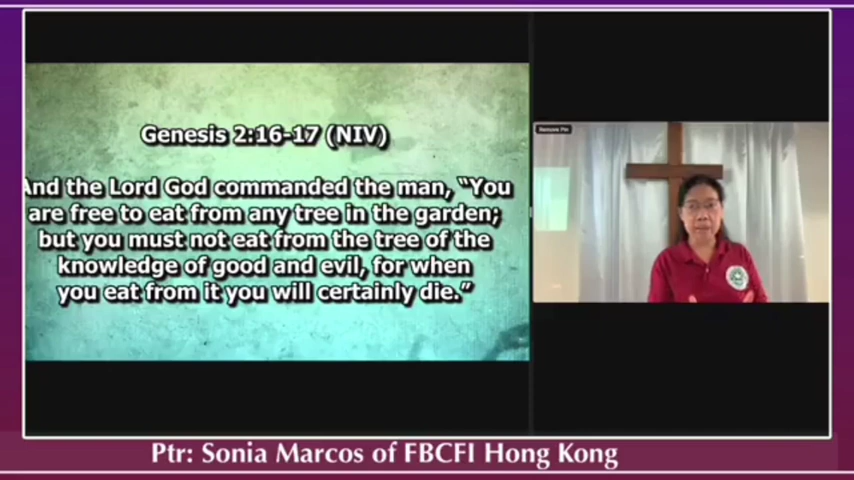 Genesis 2:16-17 (NIV)
And the Lord God commanded the man, “You
are free to eat from any tree in the garden;
but you must not eat from the tree of the
knowledge of good and evil, for when
you eat from it you will certainly die.”
Ptr: Sonia Marcos of FBCFI Hong Kong